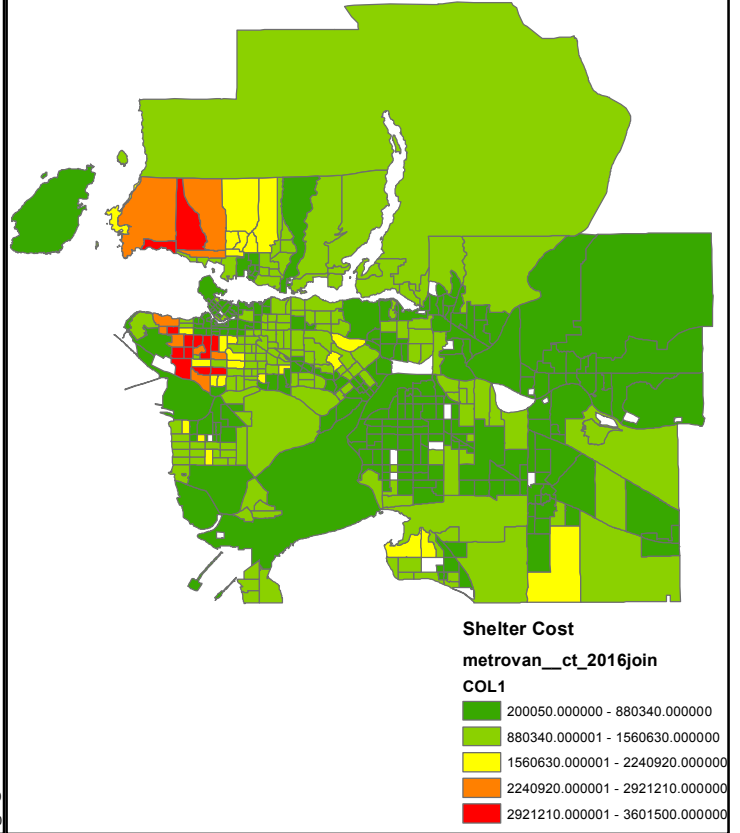 Shelter Cost
metrovan__ct_2016join
COL1
200050.000000 - 880340.000000
880340.000001 - 1560630.000000
1560630.000001 - 2240920.000000
2240920.000001 - 2921210.000000
2921210.000001 - 3601500.000000